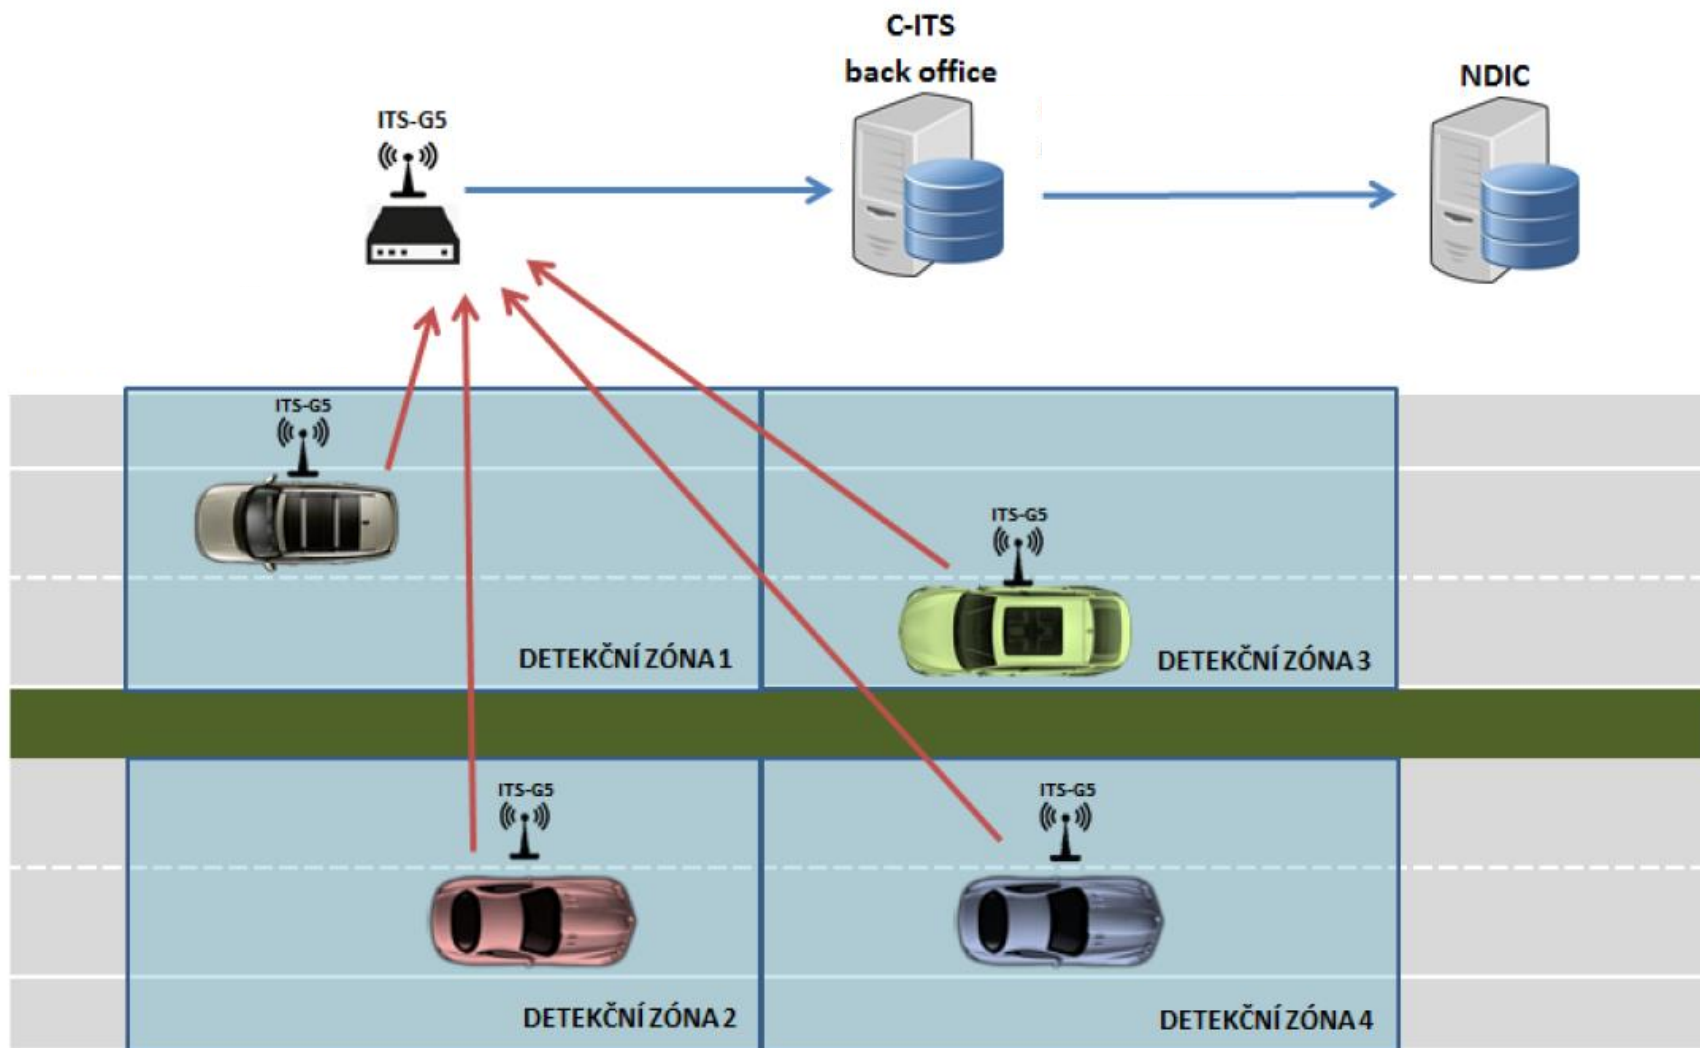 C-ITS
back office
NDIC
ITS-G5
ITS-G5
ITS-G5
DETEKČNÍ ZÓNA 1
DETEKČNÍ ZÓNA 3
ITS-G5
ITS-G5
DETEKČNÍ ZÓNA 2
DETEKČNÍ ZÓNA 4